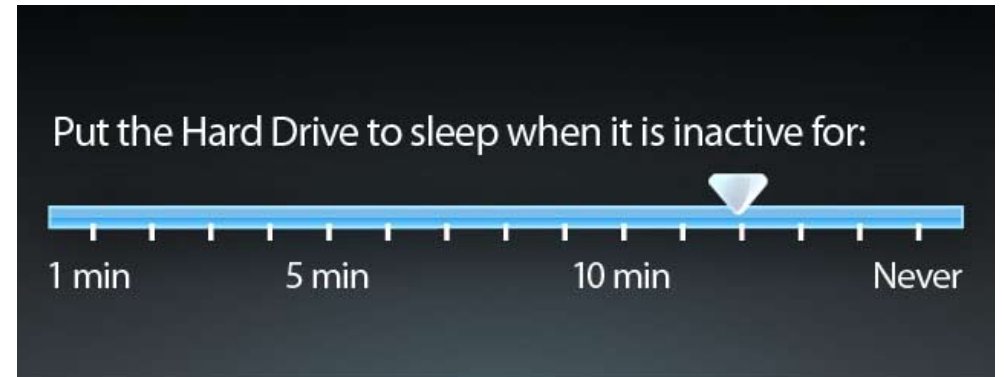 Put the Hard Drive to sleep when it is inactive for:
1 min 5 min 10 min Never